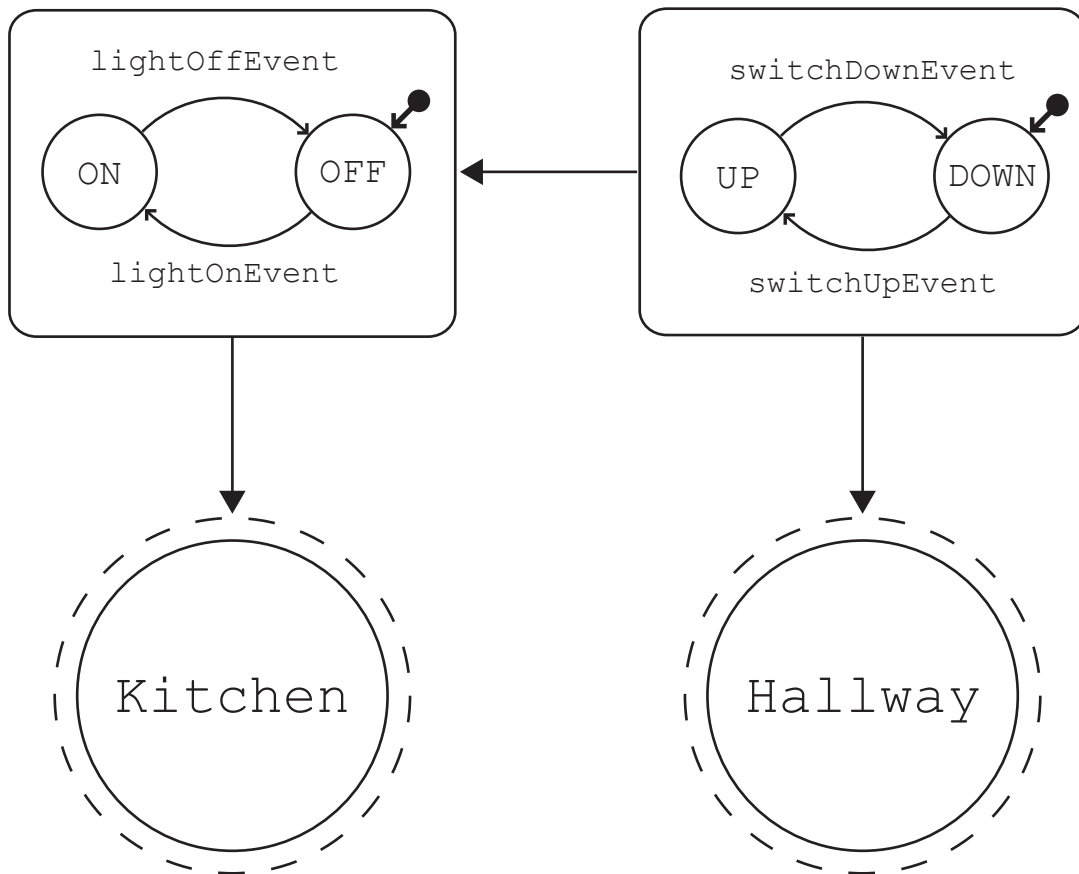 lightOffEvent
ON
OFF
lightOnEvent
switchDownEvent
UP
DOWN
switchUpEvent
Kitchen
Hallway